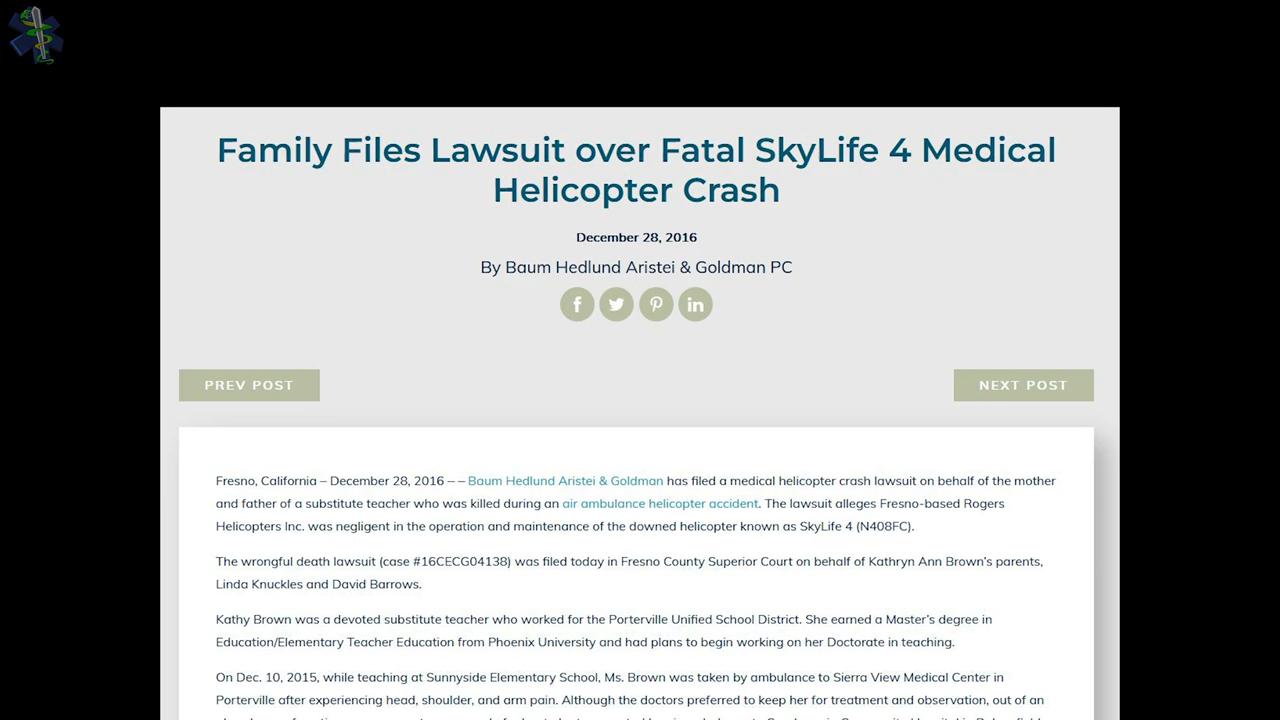 Family Files Lawsuit over Fatal SkyLife 4 Medical
Helicopter Crash
December 28, 2016
By Baum Hedlund Aristei & Goldman PC
PREV POST
NEXT POST
Fresno, California – December 28, 2016 – – Baum Hedlund Aristei & Goldman has filed a medical helicopter crash lawsuit on behalf of the mother
and father of a substitute teacher who was killed during an air ambulance helicopter accident. The lawsuit alleges Fresno-based Rogers
Helicopters Inc. was negligent in the operation and maintenance of the downed helicopter known as SkyLife 4 (N408FC).
The wrongful death lawsuit (case #16CECG04138) was filed today in Fresno County Superior Court on behalf of Kathryn Ann Brown’s parents,
Linda Knuckles and David Barrows.
Kathy Brown was a devoted substitute teacher who worked for the Porterville Unified School District. She earned a Master’s degree in
Education/Elementary Teacher Education from Phoenix University and had plans to begin working on her Doctorate in teaching.
On Dec. 10, 2015, while teaching at Sunnyside Elementary School, Ms. Brown was taken by ambulance to Sierra View Medical Center in
Porterville after experiencing head, shoulder, and arm pain. Although the doctors preferred to keep her for treatment and observation, out of an